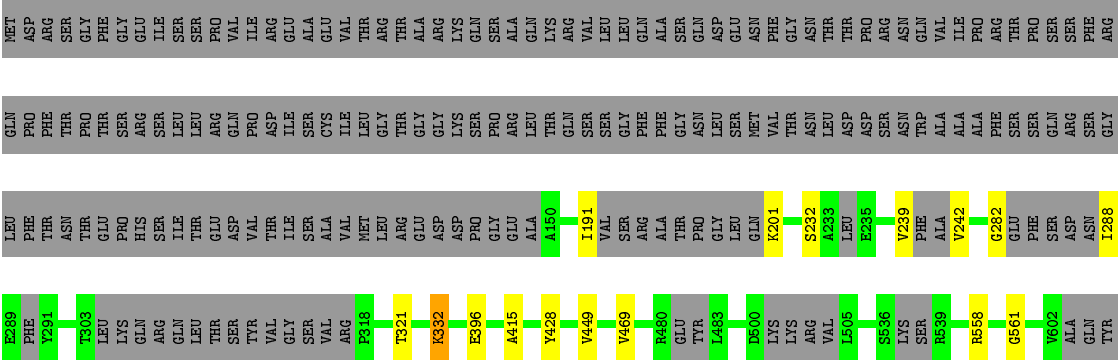 MET ASP ARG SER GLY PHE GLY GLU ILE SER SER PRO VAL ILE ARG GLU ALA GLU VAL THR ARG THR ALA ARG LYS GLN SER ALA GLN LYS ARG VAL LEU LEU GLN ALA SER GLN ASP GLU ASN PHE GLY ASN THR THR PRO ARG ASN GLN VAL ILE PRO ARG THR PRO SER SER PHE ARG
GLN PRO PHE THR PRO THR SER ARG SER LEU LEU ARG GLN PRO ASP ILE SER CYS ILE LEU GLY THR GLY GLY LYS SER PRO ARG LEU THR GLN SER SER GLY PHE PHE GLY ASN LEU SER MET VAL THR ASN LEU ASP ASP SER ASN TRP ALA ALA ALA PHE SER SER GLN ARG SER GLY
LEU PHE THR ASN THR GLU PRO HIS SER ILE THR GLU ASP VAL THR ILE SER ALA VAL MET LEU ARG GLU ASP ASP PRO GLY GLU ALA A150 I191 VAL SER ARG ALA THR PRO GLY LEU GLN K201 S232 A233 LEU E235 V239 PHE ALA V242 G282 GLU PHE SER ASP ASN I288
E289 PHE Y291 T303 LEU LYS GLN ARG GLN LEU THR SER TYR VAL GLY SER VAL ARG P318 T321 K332 E396 A415 Y428 V449 V469 R480 GLU TYR L483 D500 LYS LYS ARG VAL L505 S536 LYS SER R539 R558 G561 V602 ALA GLN TYR